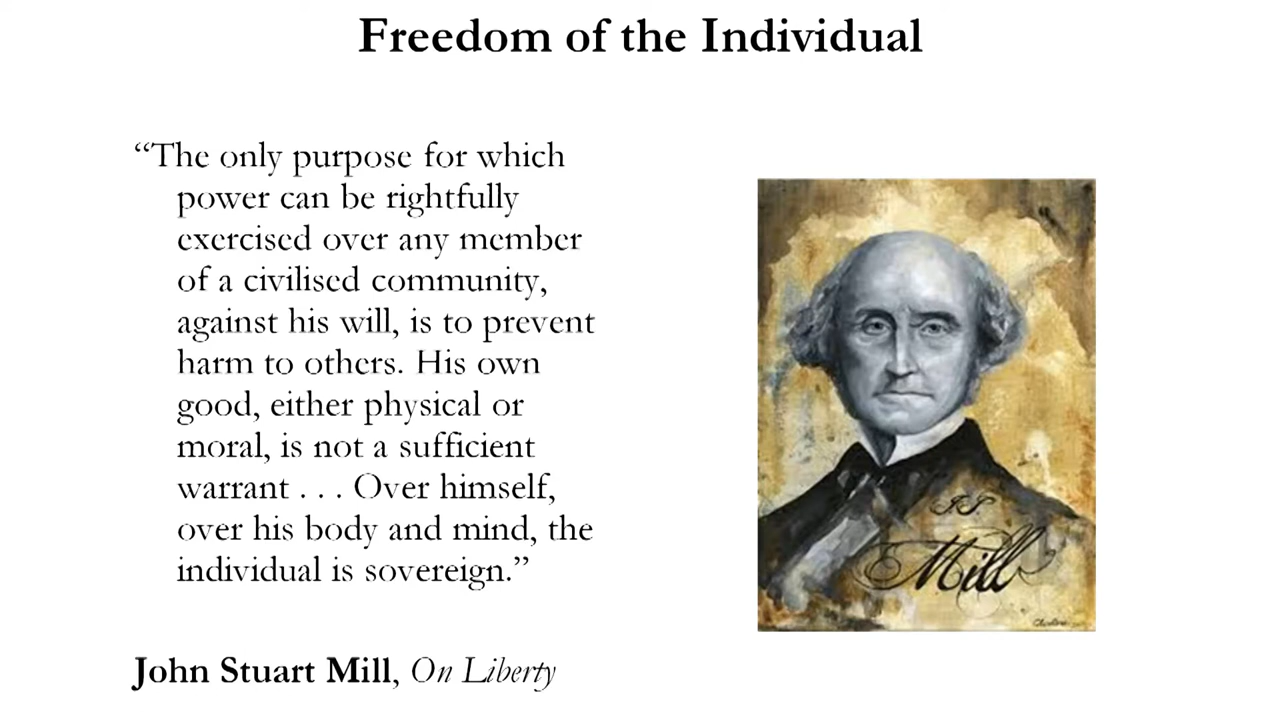 Freedom of the Individual
“The only purpose for which
power can be rightfully
exercised over any member
of a civilised community,
against his will, is to prevent
harm to others. His own
good, either physical or
moral, is not a sufficient
warrant . . . Over himself,
over his body and mind, the
individual is sovereign.”
John Stuart Mill, On Liberty
JS
Mill